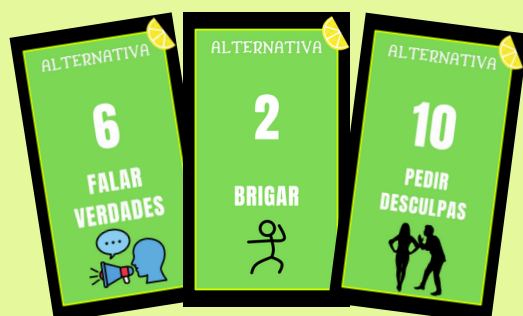 ALTERNATIVA
6
FALAR
VERDADES
ALTERNATIVA
2
BRIGAR
ALTERNATIVA
10
PEDIR
DESCULPAS